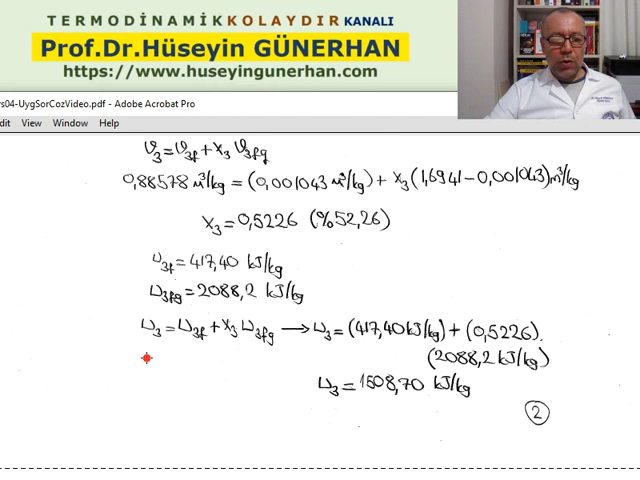 TERMODİNAMİKKOLAYDIR KANALI
Prof.Dr.Hüseyin GÜNERHAN
https://www.huseyingunerhan.com
rs04-UygSorCozVideo.pdf - Adobe Acrobat Pro
dit View Window Help
υ₃=υ₃f+x₃ υ₃fg
0,88578 m³/kg = (0,001043 m³/kg) + x₃(1,6941-0,001043)m³/kg
x₃=0,5226 (%52,26)
u₃f=417,40 kJ/kg
u₃fg=2088,2 kJ/kg
u₃=u₃f+x₃ u₃fg → u₃=(417,40 kJ/kg)+(0,5226).
(2088,2 kJ/kg)
u₃=1508,70 kJ/kg
2